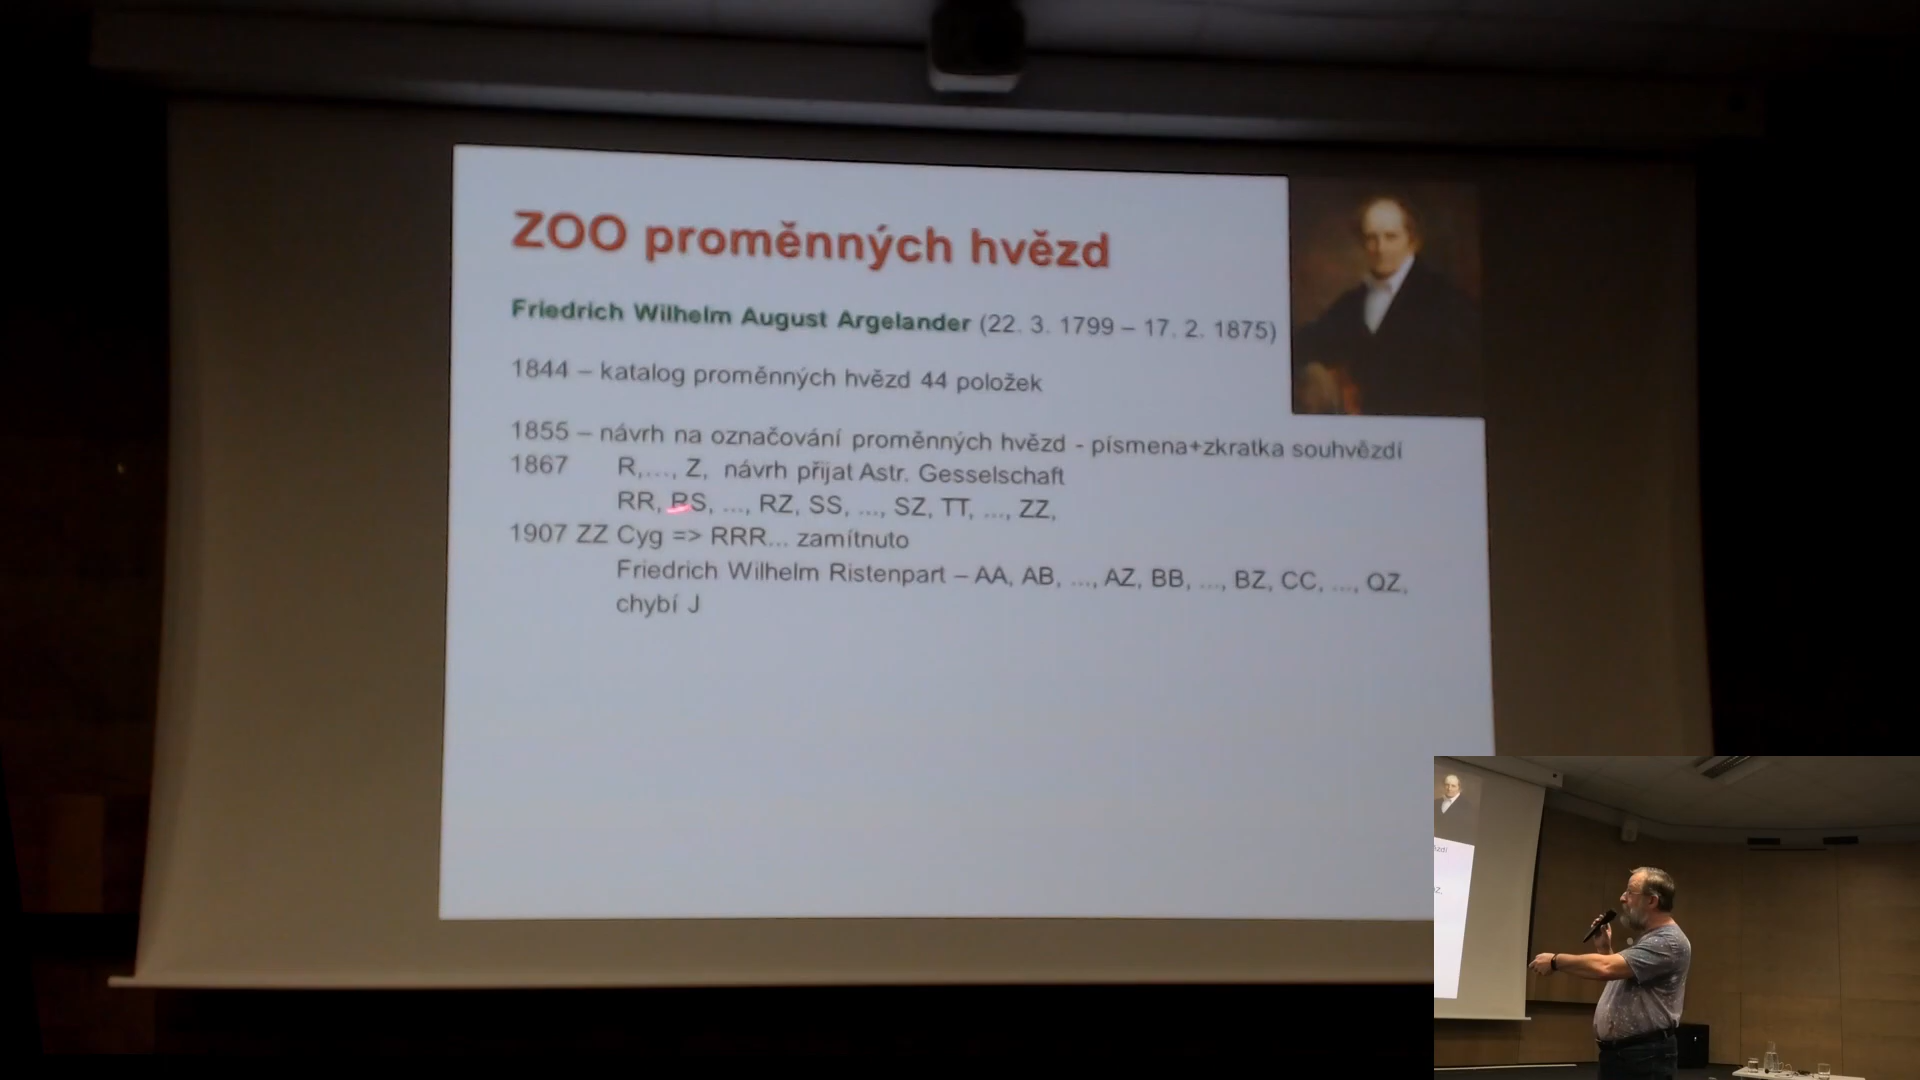 ZOO proměnných hvězd
Friedrich Wilhelm August Argelander (22. 3. 1799 – 17. 2. 1875)
1844 – katalog proměnných hvězd 44 položek
1855 – návrh na označování proměnných hvězd - písmena+zkratka souhvězdí
1867 R,…, Z, návrh přijat Astr. Gesselschaft
RR, RS, …, RZ, SS, …, SZ, TT, …, ZZ,
1907 ZZ Cyg => RRR... zamítnuto
Friedrich Wilhelm Ristenpart – AA, AB, …, AZ, BB, …, BZ, CC, …, QZ,
chybí J